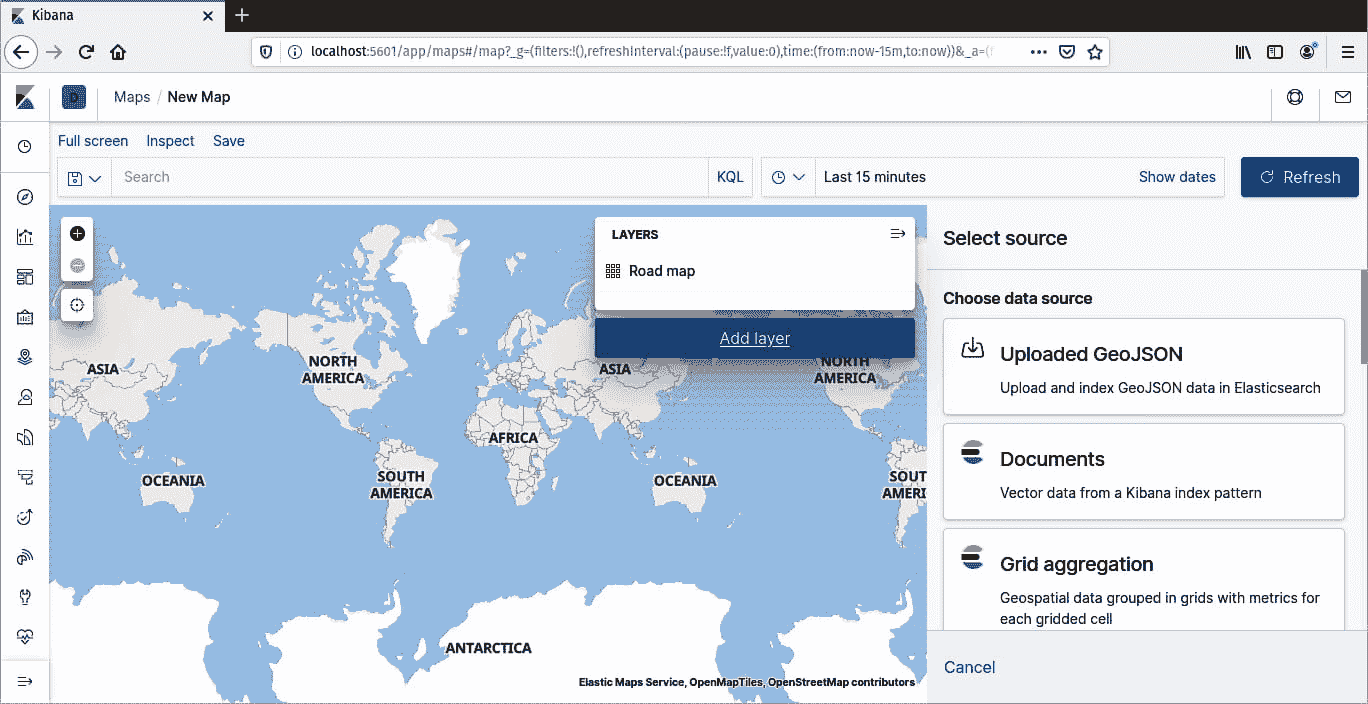 Kibana
localhost:5601/app/maps#/map?_g=(filters:!(),refreshInterval:(pause:!f,value:0),time:(from:now-15m,to:now))&_a=(f
D
Maps / New Map
Full screen Inspect Save
Search KQL Last 15 minutes Show dates Refresh
LAYERS
Road map
Add layer
ASIA
NORTH
AMERICA
ASIA
NORTH
AMERICA
AFRICA
OCEANIA
SOUTH
AMERICA
OCEANIA
SOUT
AMERI
ANTARCTICA
Elastic Maps Service, OpenMapTiles, OpenStreetMap contributors
Select source
Choose data source
Uploaded GeoJSON
Upload and index GeoJSON data in Elasticsearch
Documents
Vector data from a Kibana index pattern
Grid aggregation
Geospatial data grouped in grids with metrics for
each gridded cell
Cancel